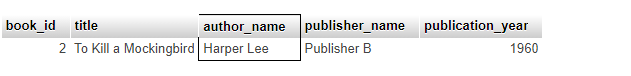 book_id title author_name publisher_name publication_year
2 To Kill a Mockingbird Harper Lee Publisher B 1960